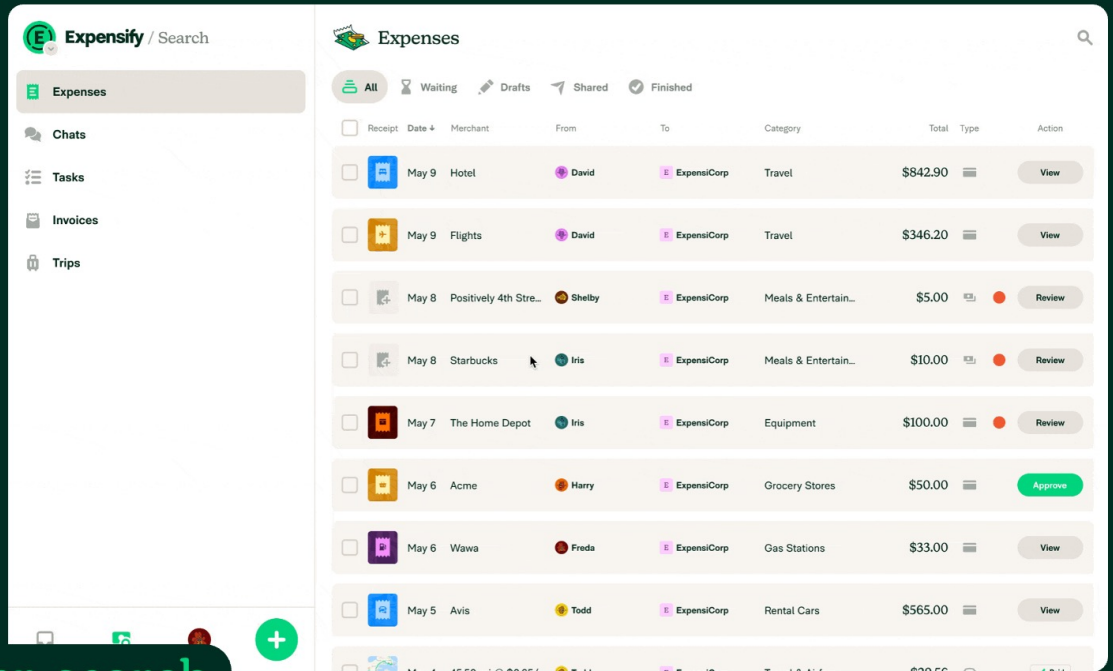 Expensify / Search
Expenses
Chats
Tasks
Invoices
Trips
Expenses
All Waiting Drafts Shared Finished
Receipt Date ↓ Merchant From To Category Total Type Action
May 9 Hotel David E ExpensiCorp Travel $842.90 View
May 9 Flights David E ExpensiCorp Travel $346.20 View
May 8 Positively 4th Stre... Shelby E ExpensiCorp Meals & Entertain... $5.00 Review
May 8 Starbucks Iris E ExpensiCorp Meals & Entertain... $10.00 Review
May 7 The Home Depot Iris E ExpensiCorp Equipment $100.00 Review
May 6 Acme Harry E ExpensiCorp Grocery Stores $50.00 Approve
May 6 Wawa Freda E ExpensiCorp Gas Stations $33.00 View
May 5 Avis Todd E ExpensiCorp Rental Cars $565.00 View